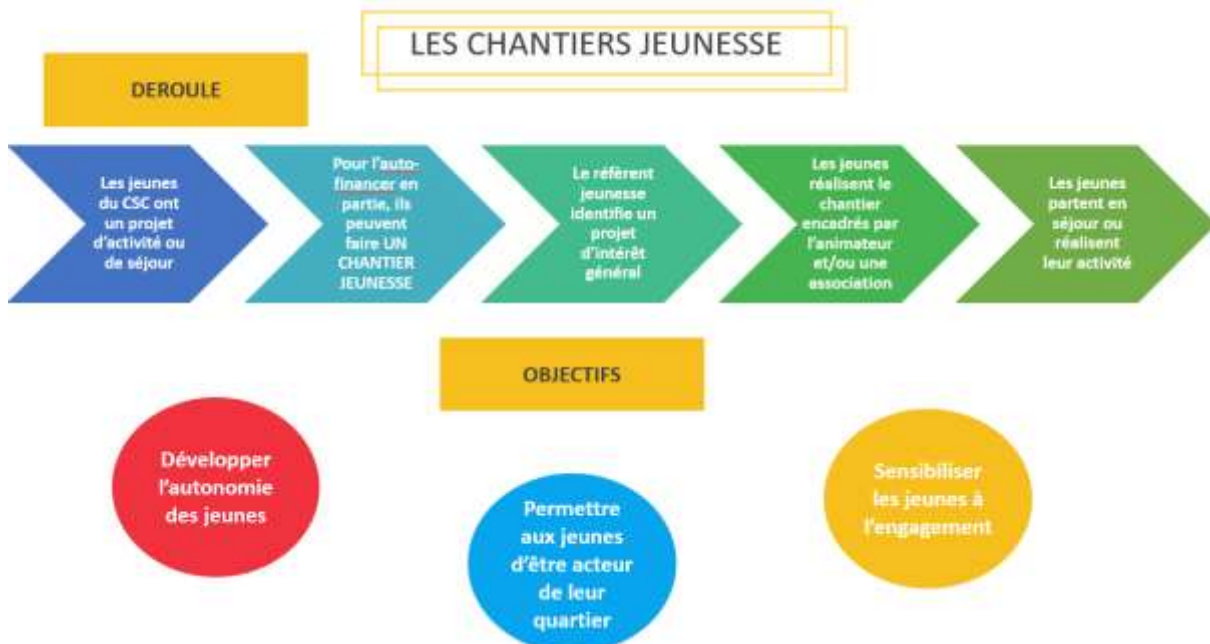 LES CHANTIERS JEUNESSE
DEROULE
Les jeunes
du CSC ont
un projet
d'activité ou
de séjour
Pour l'auto-
financer en
partie, ils
peuvent
faire UN
CHANTIER
JEUNESSE
Le réfèrent
jeunesse
identifie un
projet
d'intérêt
général
Les jeunes
réalisent le
chantier
encadrés par
l'animateur
et/ou une
association
Les jeunes
partent en
séjour ou
réalisent
leur activité
OBJECTIFS
Développer
l'autonomie
des jeunes
Permettre
aux jeunes
d'être acteur
de leur
quartier
Sensibiliser
les jeunes à
l'engagement